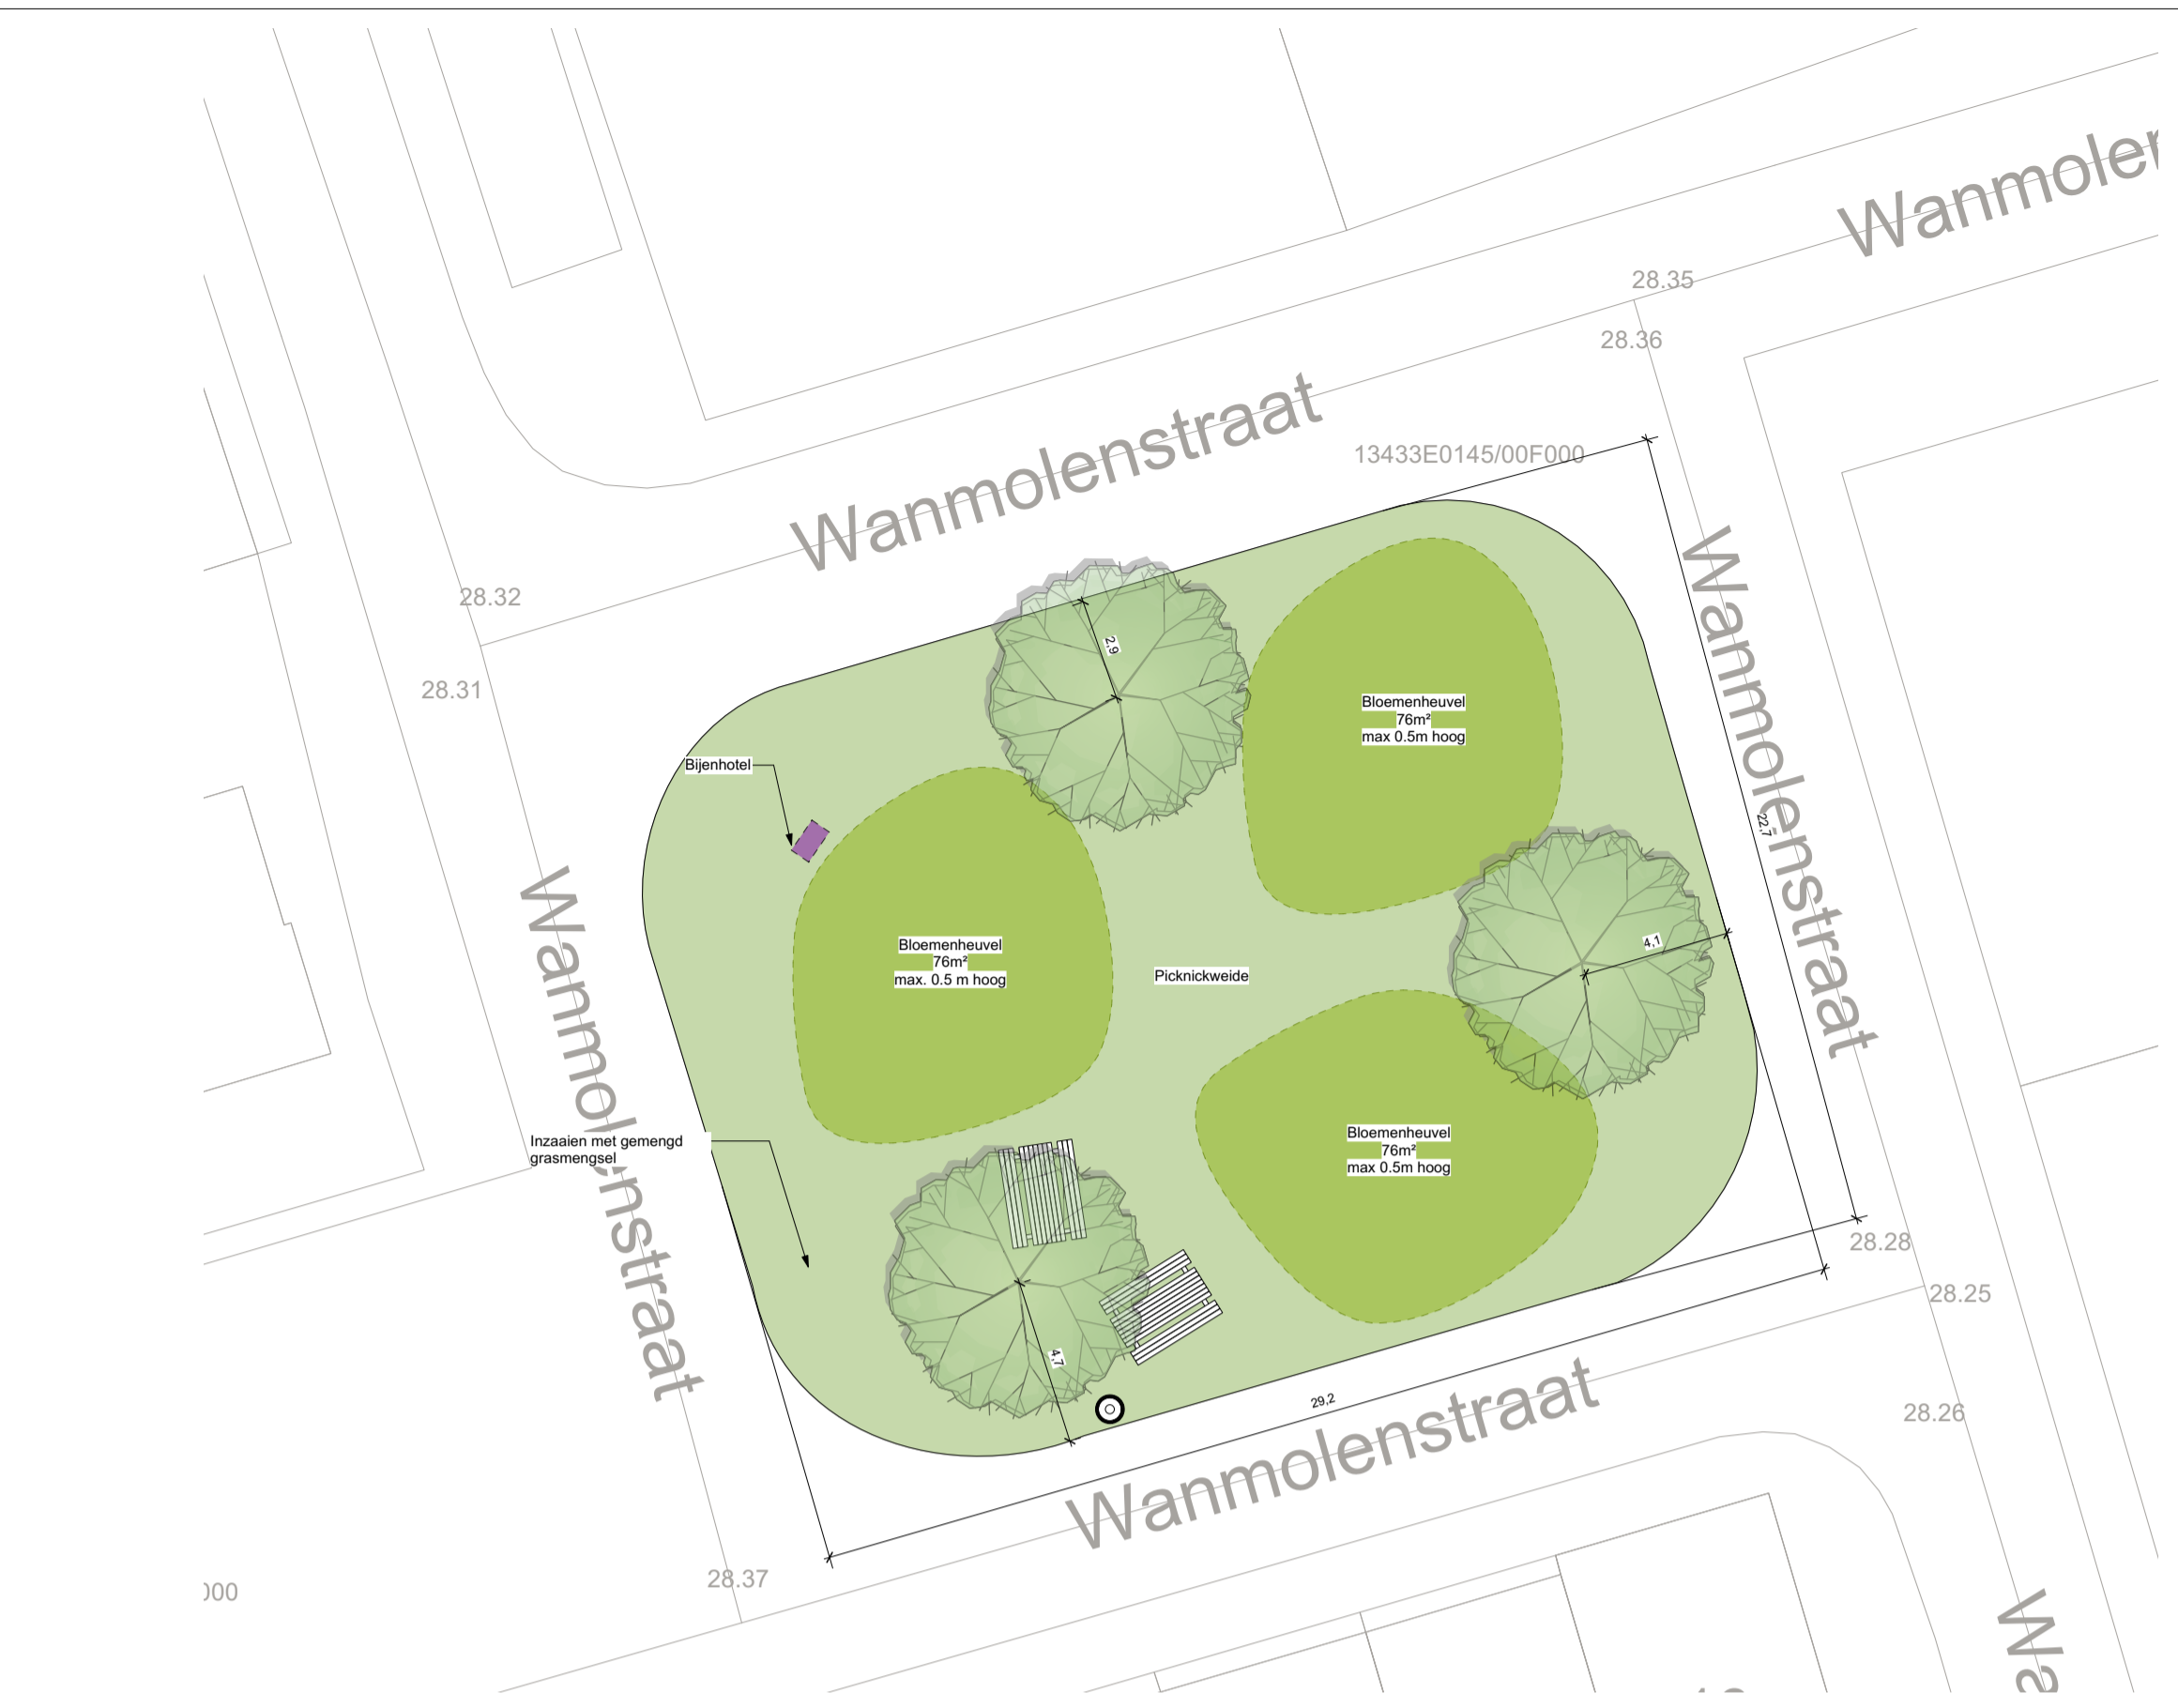 Wanmolen
28.35
28.36
Wanmolenstraat
13433E0145/00F000
28.32
28.31
2,9
Bloemenheuvel
76m²
max 0.5m hoog
Wanmolenstraat
22,7
Bijenhotel
Bloemenheuvel
76m²
max. 0.5 m hoog
Picknickweide
4,1
Wanmolenstraat
Inzaaien met gemengd
grasmengsel
Bloemenheuvel
76m²
max 0.5m hoog
28.28
28.25
4,7
29,2
Wanmolenstraat
28.26
28.37
000
Wa